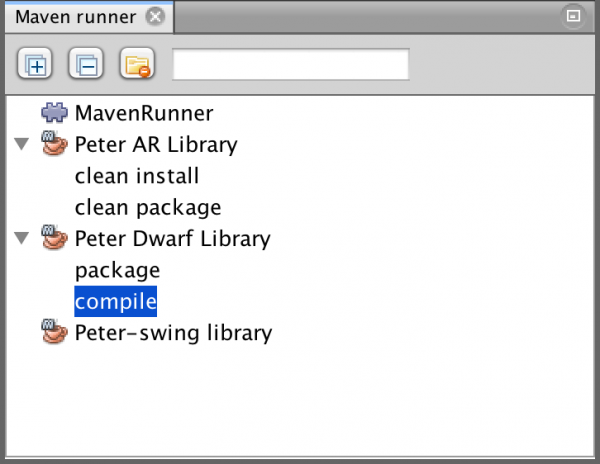 Maven runner
MavenRunner
Peter AR Library
clean install
clean package
Peter Dwarf Library
package
compile
Peter-swing library